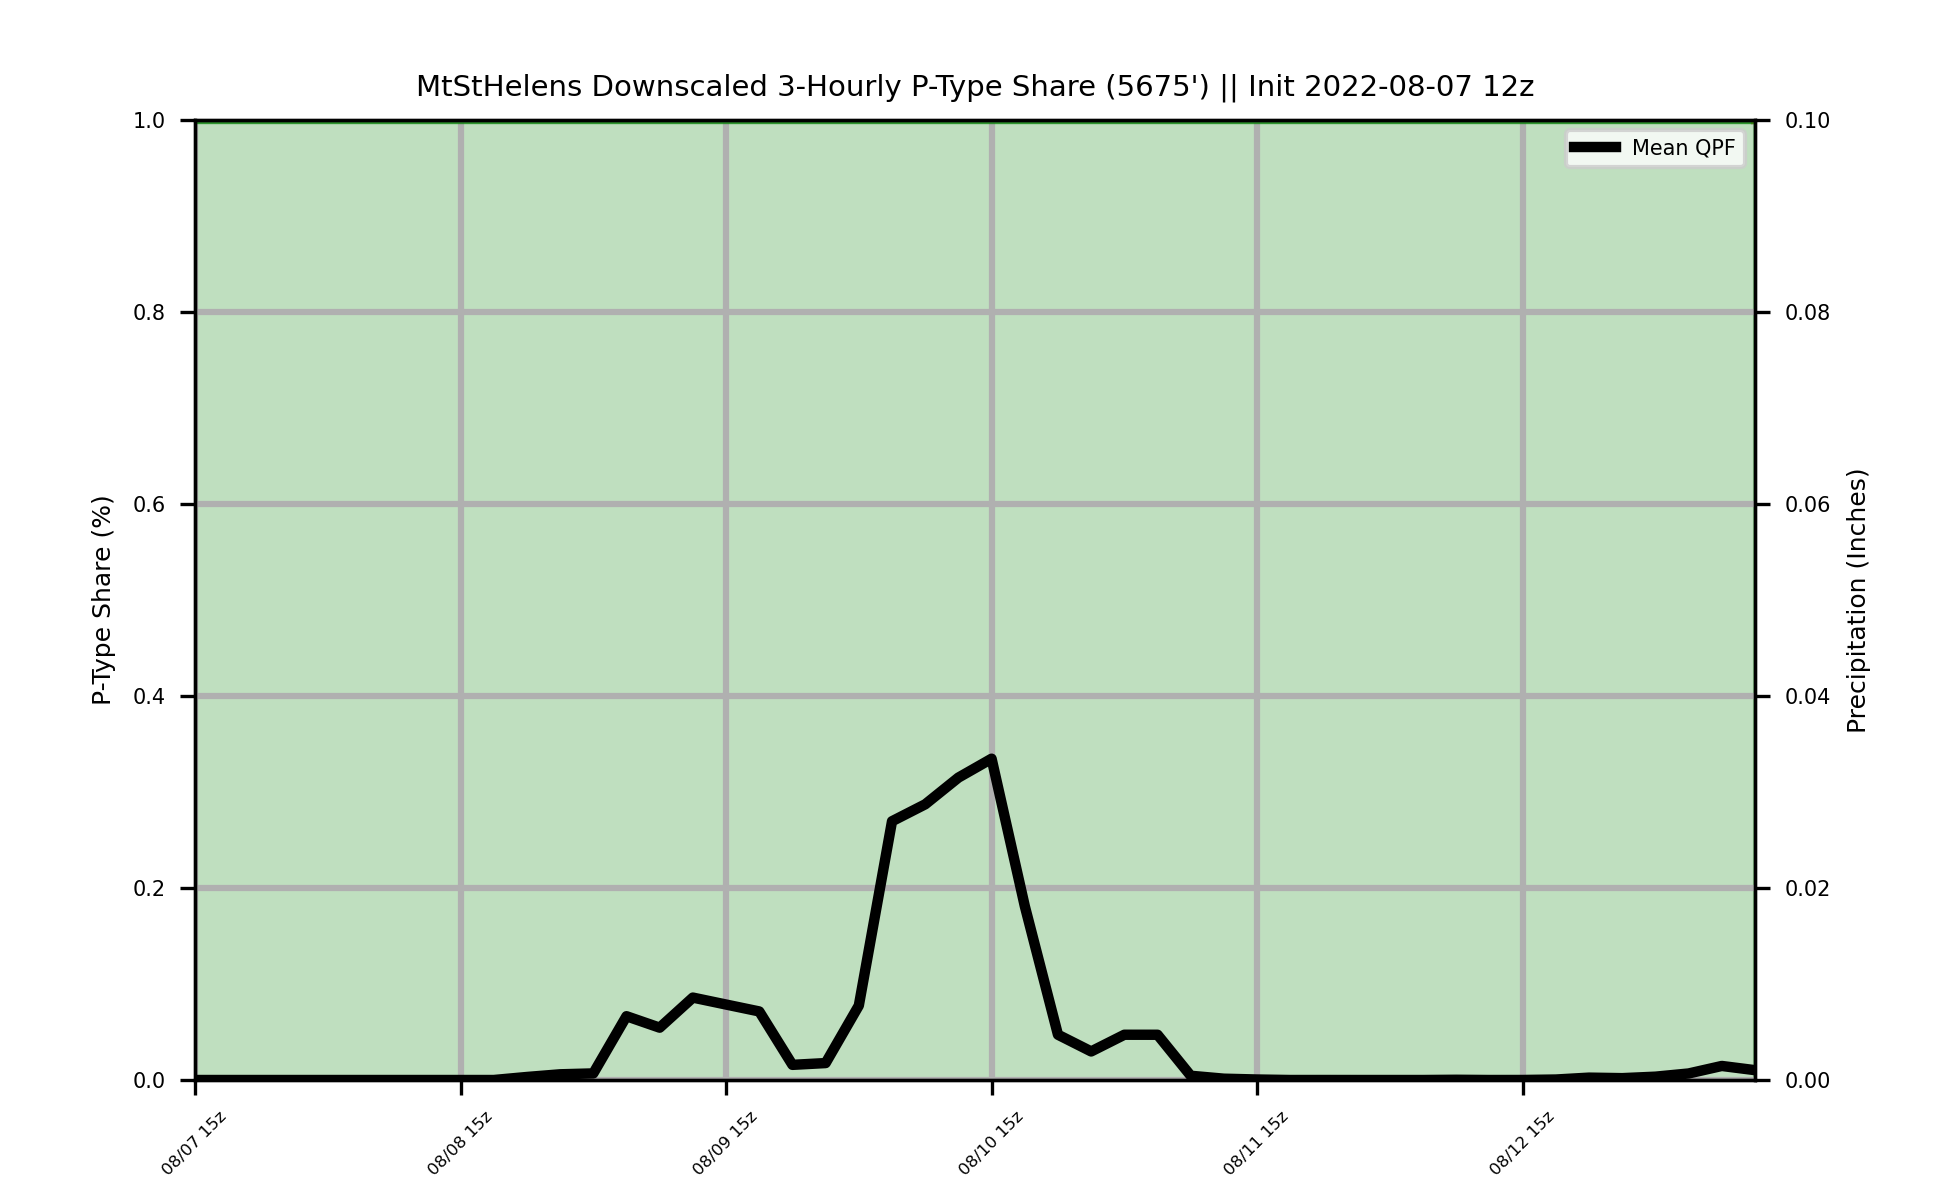 MtStHelens Downscaled 3-Hourly P-Type Share (5675') || Init 2022-08-07 12z
Mean QPF
P-Type Share (%)
1.0
0.8
0.6
0.4
0.2
0.0
0.10
0.08
0.06
0.04
0.02
0.00
Precipitation (Inches)
08/07 15z
08/08 15z
08/09 15z
08/10 15z
08/11 15z
08/12 15z